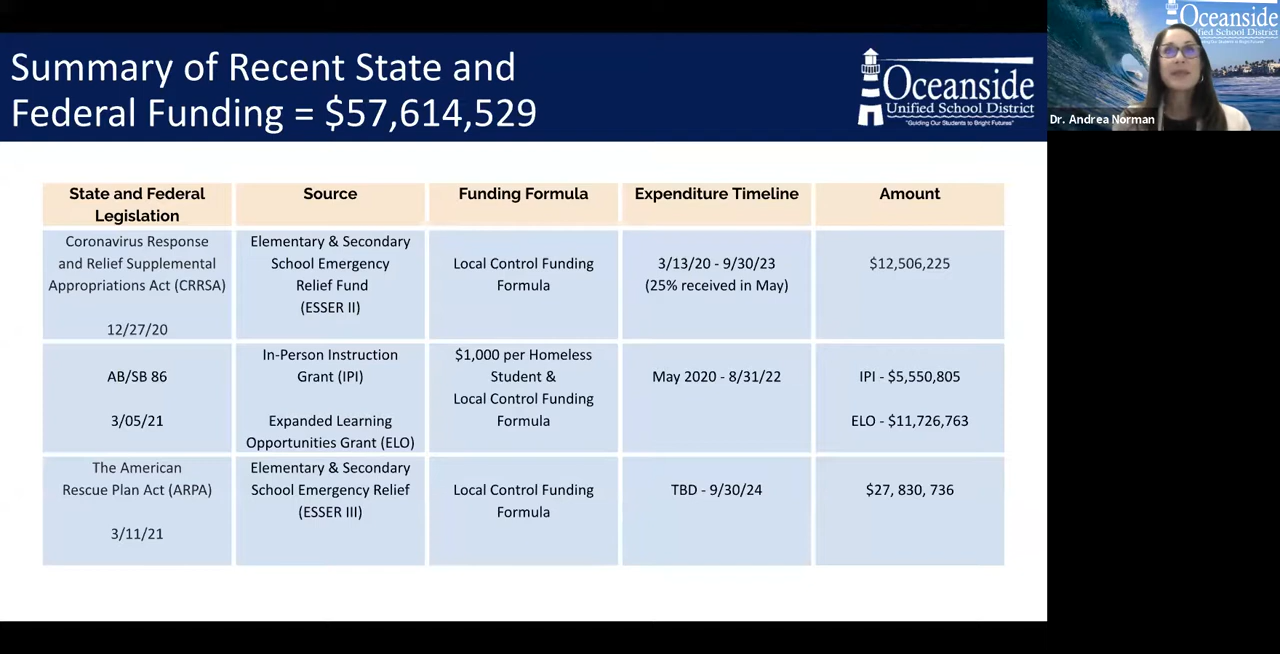 Summary of Recent State and
Federal Funding = $57,614,529
Oceanside
Unified School District
"Guiding Our Students to Bright Futures"
Oceanside
Unified School District
Dr. Andrea Norman
State and Federal
Legislation
Source
Funding Formula
Expenditure Timeline
Amount
Coronavirus Response
and Relief Supplemental
Appropriations Act (CRRSA)
12/27/20
Elementary & Secondary
School Emergency
Relief Fund
(ESSER II)
Local Control Funding
Formula
3/13/20 - 9/30/23
(25% received in May)
$12,506,225
AB/SB 86
3/05/21
In-Person Instruction
Grant (IPI)
Expanded Learning
Opportunities Grant (ELO)
$1,000 per Homeless
Student &
Local Control Funding
Formula
May 2020 - 8/31/22
IPI - $5,550,805
ELO - $11,726,763
The American
Rescue Plan Act (ARPA)
3/11/21
Elementary & Secondary
School Emergency Relief
(ESSER III)
Local Control Funding
Formula
TBD - 9/30/24
$27, 830, 736